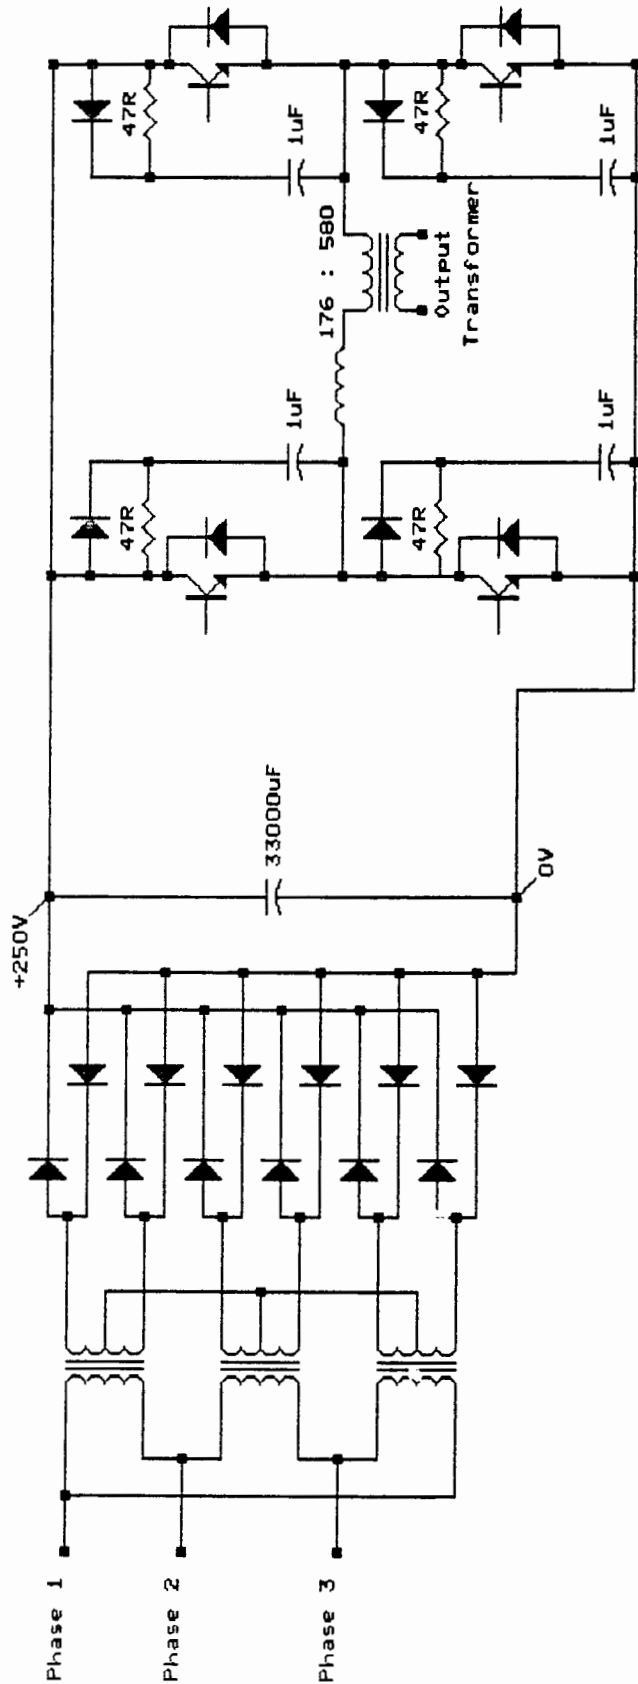 Phase 1
Phase 2
Phase 3
+250V
33000uF
0V
47R
1uF
47R
1uF
176 : 580
Output
Transformer
47R
1uF
47R
1uF